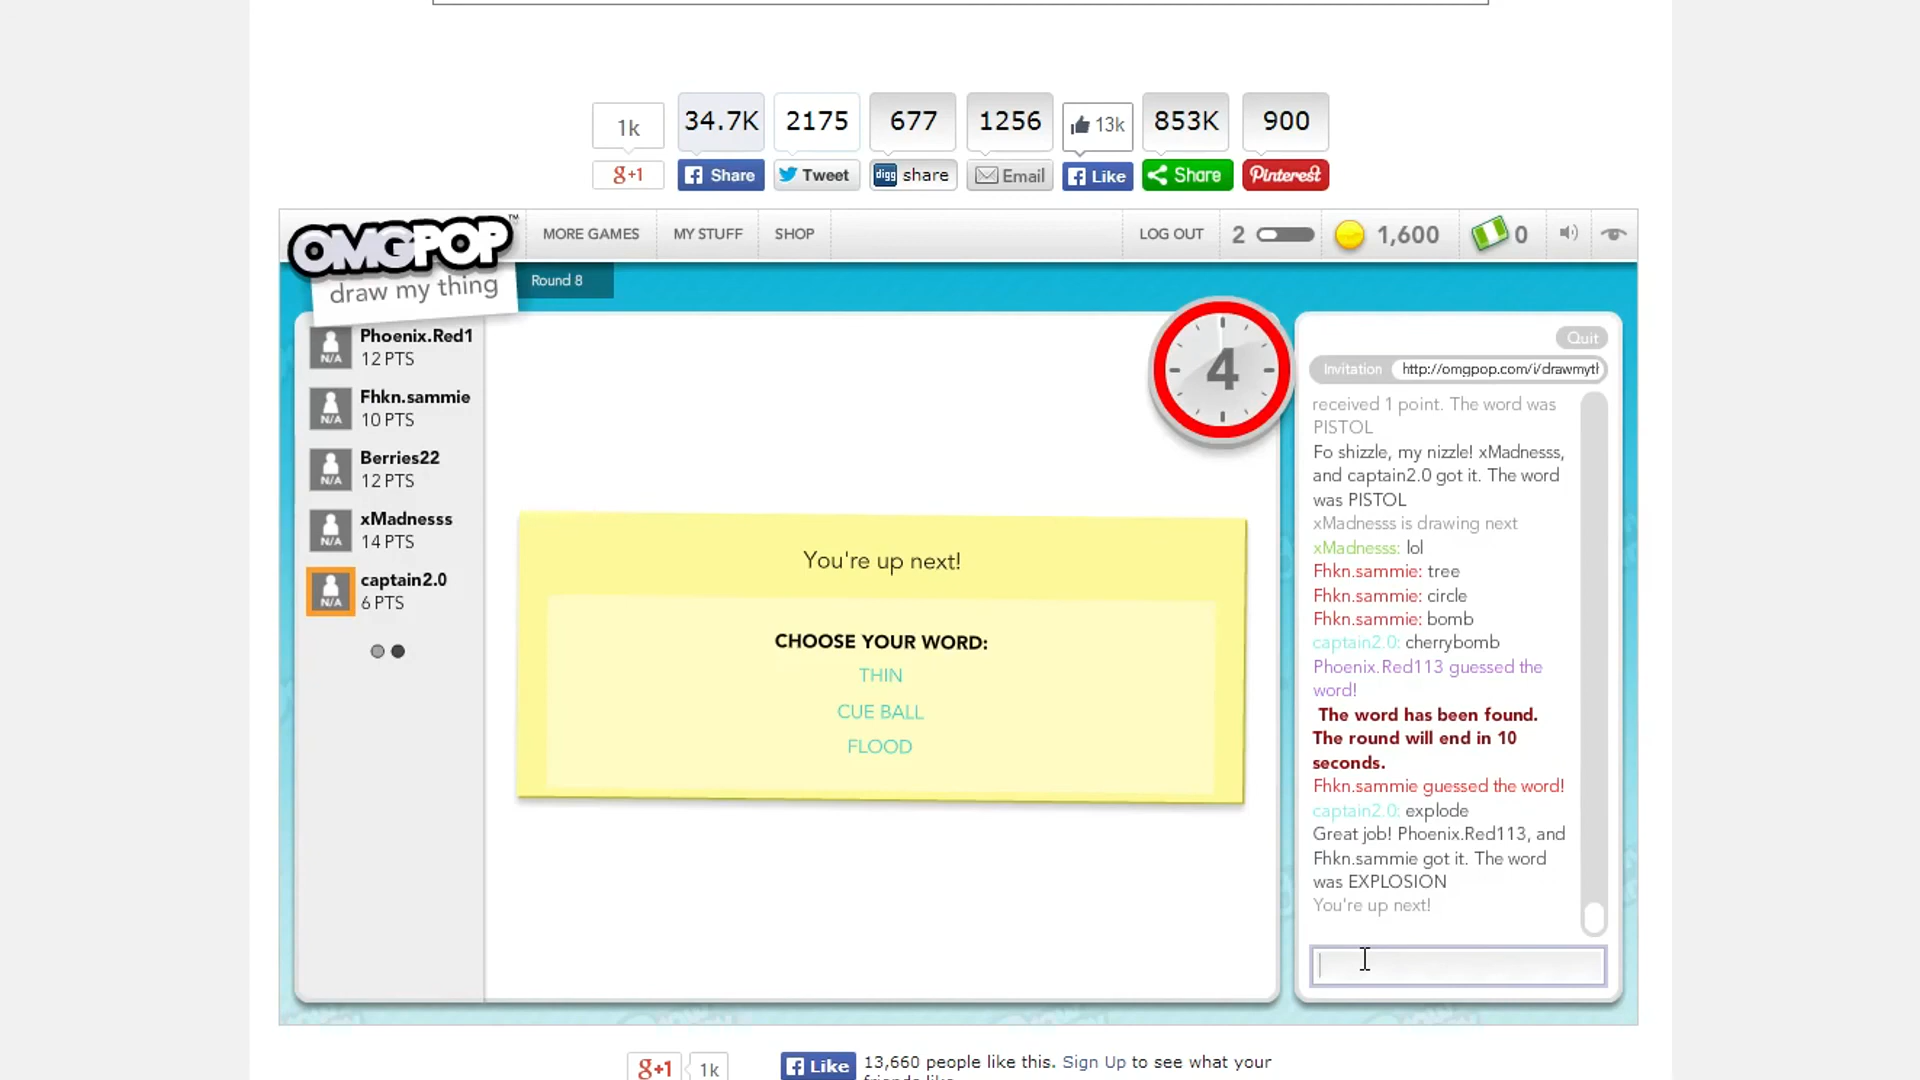 1k
34.7K
2175
677
1256
13k
853K
900
g+1
Share
Tweet
digg share
Email
Like
Share
Pinterest
OMGPOP™
draw my thing
MORE GAMES
MY STUFF
SHOP
LOG OUT
2
1,600
0
Round 8
N/A
Phoenix.Red1
12 PTS
N/A
Fhkn.sammie
10 PTS
N/A
Berries22
12 PTS
N/A
xMadnesss
14 PTS
N/A
captain2.0
6 PTS
4
You're up next!
CHOOSE YOUR WORD:
THIN
CUE BALL
FLOOD
Quit
Invitation http://omgpop.com/i/drawmyth
received 1 point. The word was
PISTOL
Fo shizzle, my nizzle! xMadnesss,
and captain2.0 got it. The word
was PISTOL
xMadnesss is drawing next
xMadnesss: lol
Fhkn.sammie: tree
Fhkn.sammie: circle
Fhkn.sammie: bomb
captain2.0: cherrybomb
Phoenix.Red113 guessed the
word!
The word has been found.
The round will end in 10
seconds.
Fhkn.sammie guessed the word!
captain2.0: explode
Great job! Phoenix.Red113, and
Fhkn.sammie got it. The word
was EXPLOSION
You're up next!
g+1
1k
Like
13,660 people like this. Sign Up to see what your